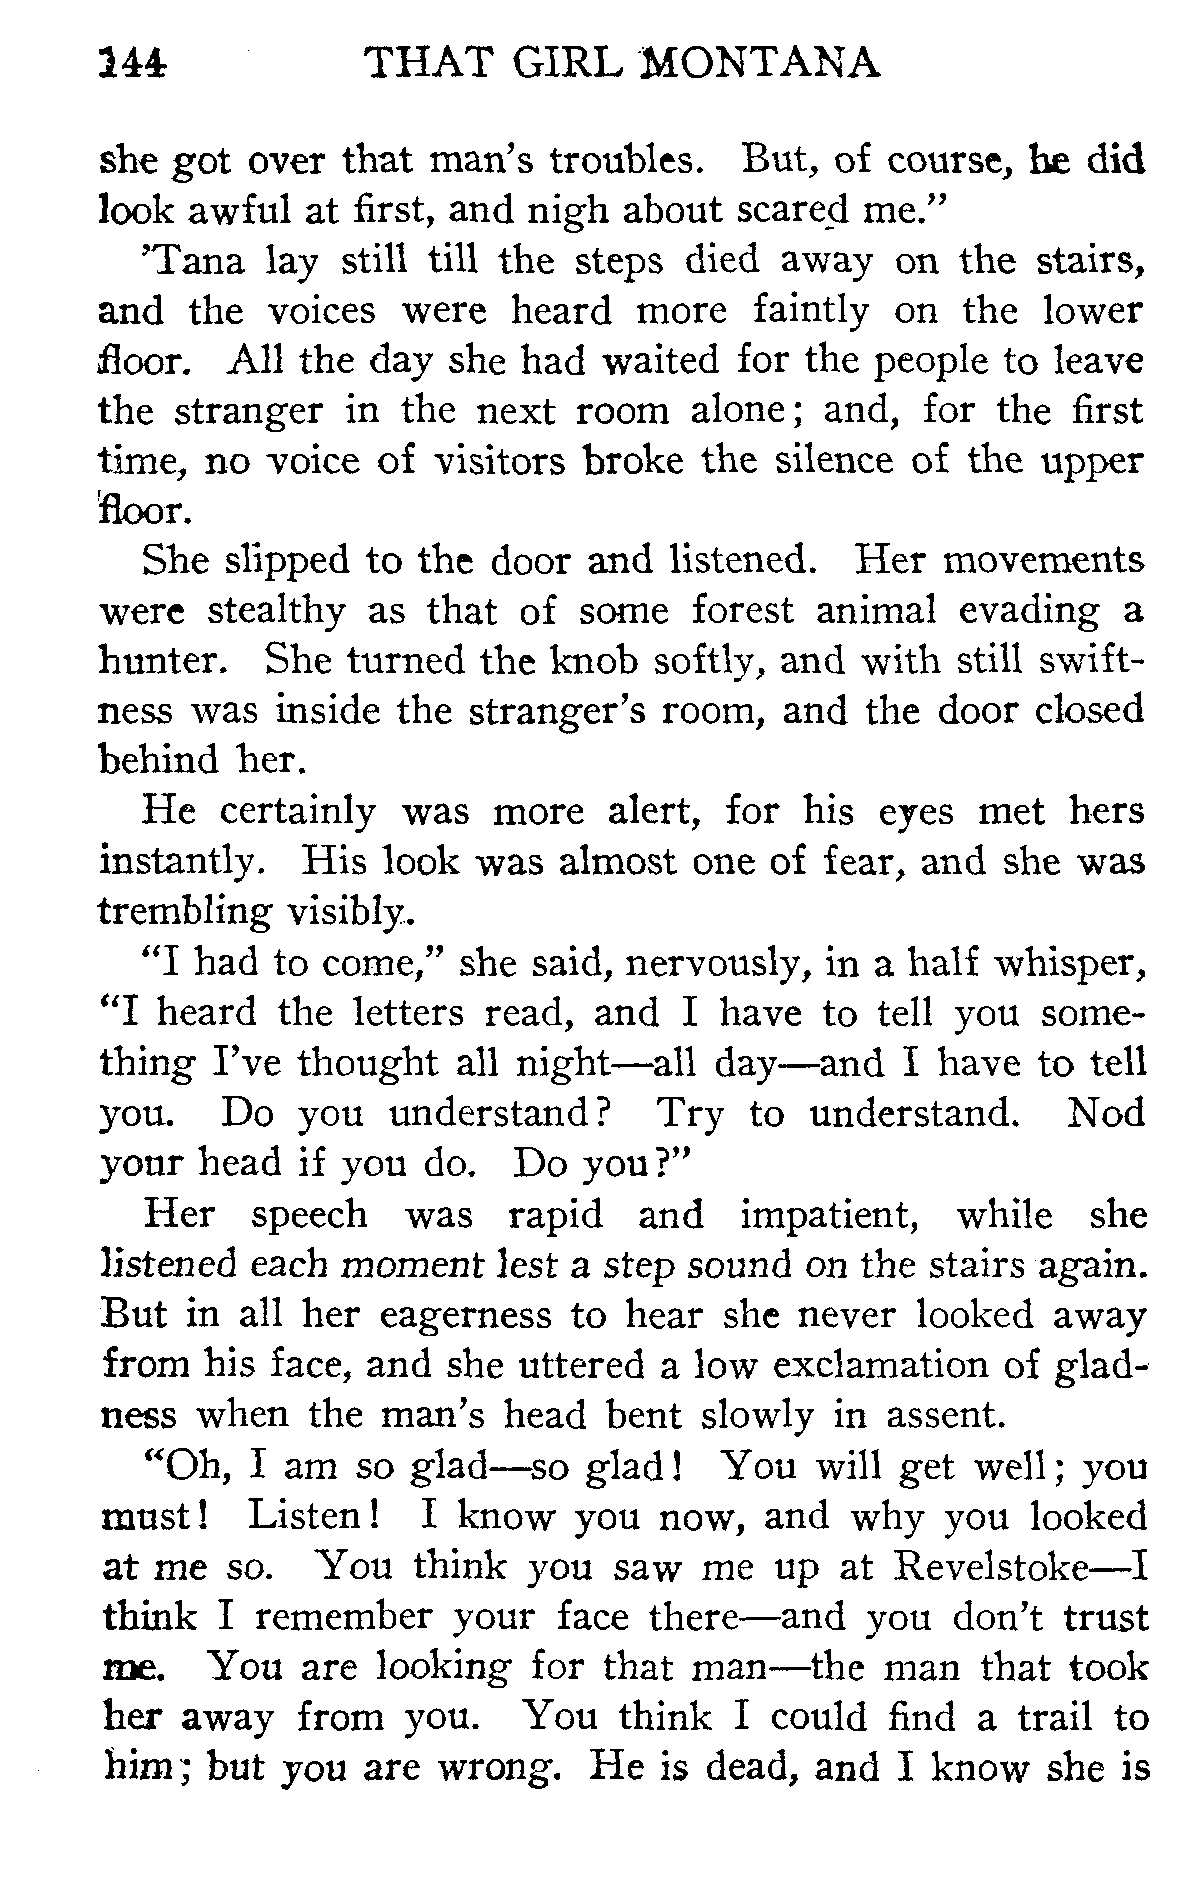 144 THAT GIRL MONTANA
she got over that man's troubles. But, of course, he did
look awful at first, and nigh about scared me."
'Tana lay still till the steps died away on the stairs,
and the voices were heard more faintly on the lower
floor. All the day she had waited for the people to leave
the stranger in the next room alone; and, for the first
time, no voice of visitors broke the silence of the upper
floor.
She slipped to the door and listened. Her movements
were stealthy as that of some forest animal evading a
hunter. She turned the knob softly, and with still swift-
ness was inside the stranger's room, and the door closed
behind her.
He certainly was more alert, for his eyes met hers
instantly. His look was almost one of fear, and she was
trembling visibly.
"I had to come," she said, nervously, in a half whisper,
"I heard the letters read, and I have to tell you some-
thing I've thought all night—all day—and I have to tell
you. Do you understand? Try to understand. Nod
your head if you do. Do you?"
Her speech was rapid and impatient, while she
listened each moment lest a step sound on the stairs again.
But in all her eagerness to hear she never looked away
from his face, and she uttered a low exclamation of glad-
ness when the man's head bent slowly in assent.
"Oh, I am so glad—so glad! You will get well; you
must! Listen! I know you now, and why you looked
at me so. You think you saw me up at Revelstoke—I
think I remember your face there—and you don't trust
me. You are looking for that man—the man that took
her away from you. You think I could find a trail to
him; but you are wrong. He is dead, and I know she is